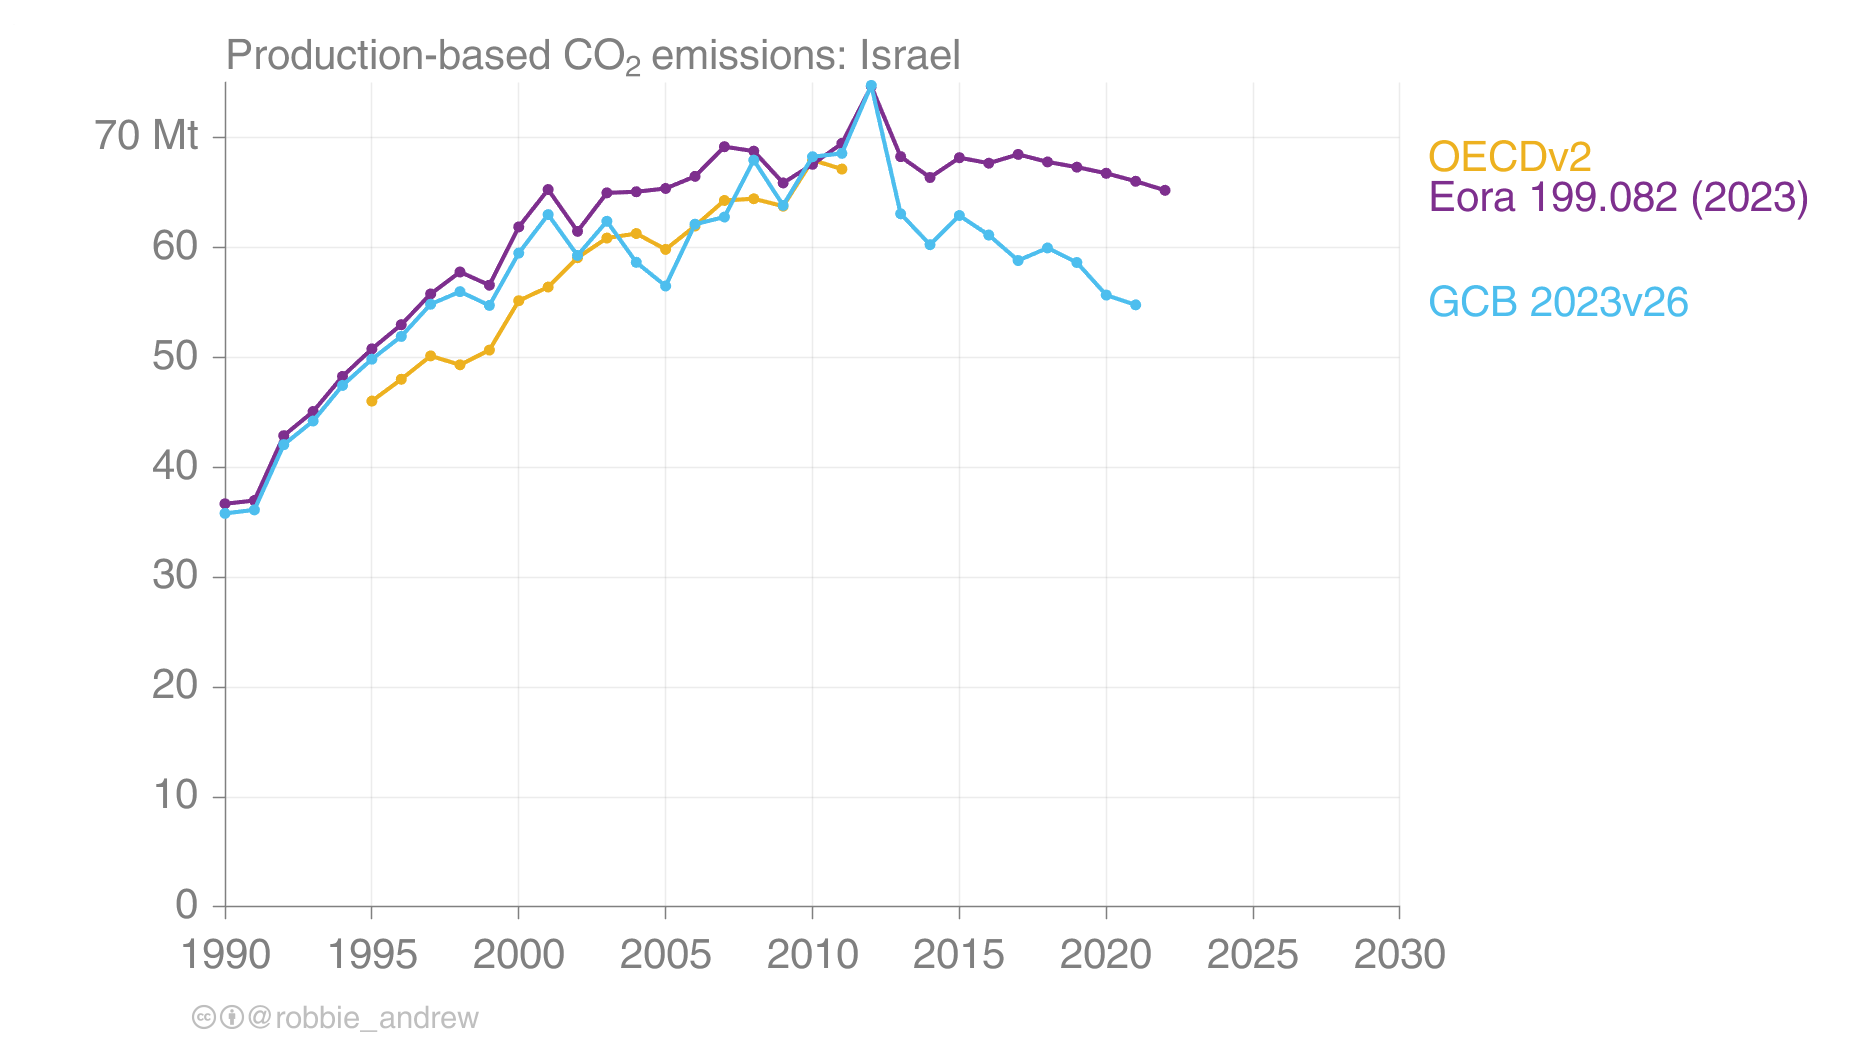 Production-based CO₂ emissions: Israel
70 Mt
60
50
40
30
20
10
0
1990 1995 2000 2005 2010 2015 2020 2025 2030
OECDv2
Eora 199.082 (2023)
GCB 2023v26
@robbie_andrew